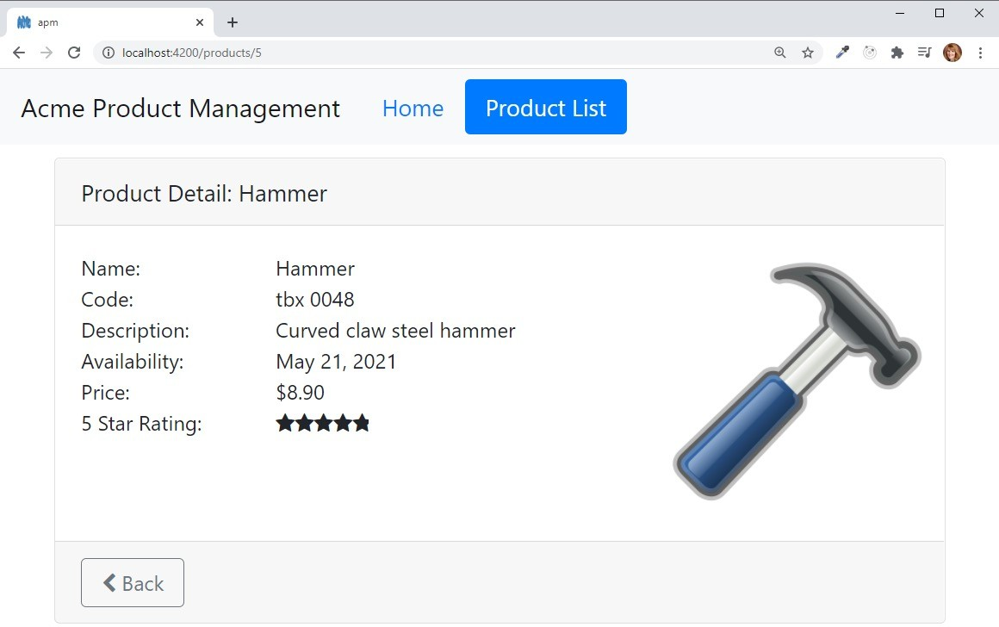 apm
localhost:4200/products/5
Acme Product Management Home Product List
Product Detail: Hammer
Name: Hammer
Code: tbx 0048
Description: Curved claw steel hammer
Availability: May 21, 2021
Price: $8.90
5 Star Rating:
Back